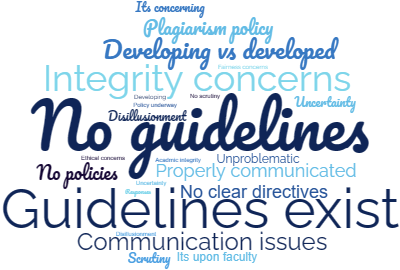 Its concerning
Plagiarism policy
Developing vs developed
Fairness concerns
Integrity concerns
Developing
No scrutiny
Policy underway
Uncertainty
Disillusionment
No guidelines
Ethical concerns
Acadmic integrity
Unproblematic
No policies
Properly communicated
Uncertainty
Responses
No clear directives
Guidelines exist
Disillusionment
Communication issues
Scrutiny
Its upon faculty